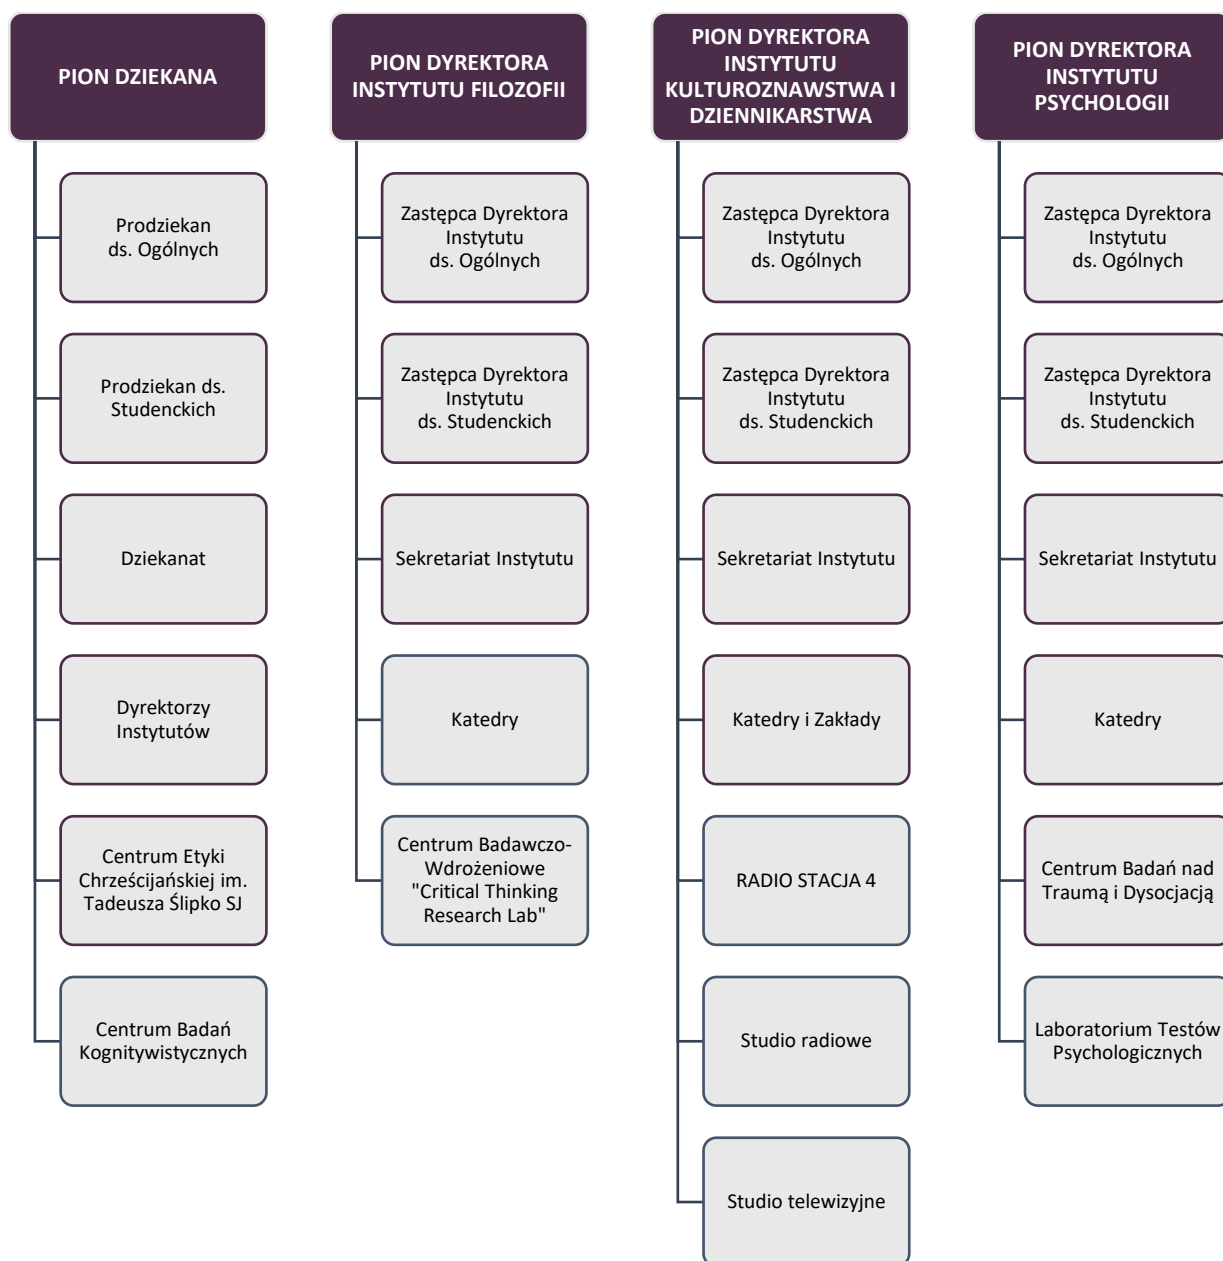 PION DZIEKANA
Prodziekan
ds. Ogólnych
Prodziekan ds.
Studenckich
Dziekanat
Dyrektorzy
Instytutów
Centrum Etyki
Chrześcijańskiej im.
Tadeusza Ślipko SJ
Centrum Badań
Kognitywistycznych
PION DYREKTORA
INSTYTUTU FILOZOFII
Zastępca Dyrektora
Instytutu
ds. Ogólnych
Zastępca Dyrektora
Instytutu
ds. Studenckich
Sekretariat Instytutu
Katedry
Centrum Badawczo-
Wdrożeniowe
"Critical Thinking
Research Lab"
PION DYREKTORA
INSTYTUTU
KULTUROZNAWSTWA I
DZIENNIKARSTWA
Zastępca Dyrektora
Instytutu
ds. Ogólnych
Zastępca Dyrektora
Instytutu
ds. Studenckich
Sekretariat Instytutu
Katedry i Zakłady
RADIO STACJA 4
Studio radiowe
Studio telewizyjne
PION DYREKTORA
INSTYTUTU
PSYCHOLOGII
Zastępca Dyrektora
Instytutu
ds. Ogólnych
Zastępca Dyrektora
Instytutu
ds. Studenckich
Sekretariat Instytutu
Katedry
Centrum Badań nad
Traumą i Dysocjacją
Laboratorium Testów
Psychologicznych